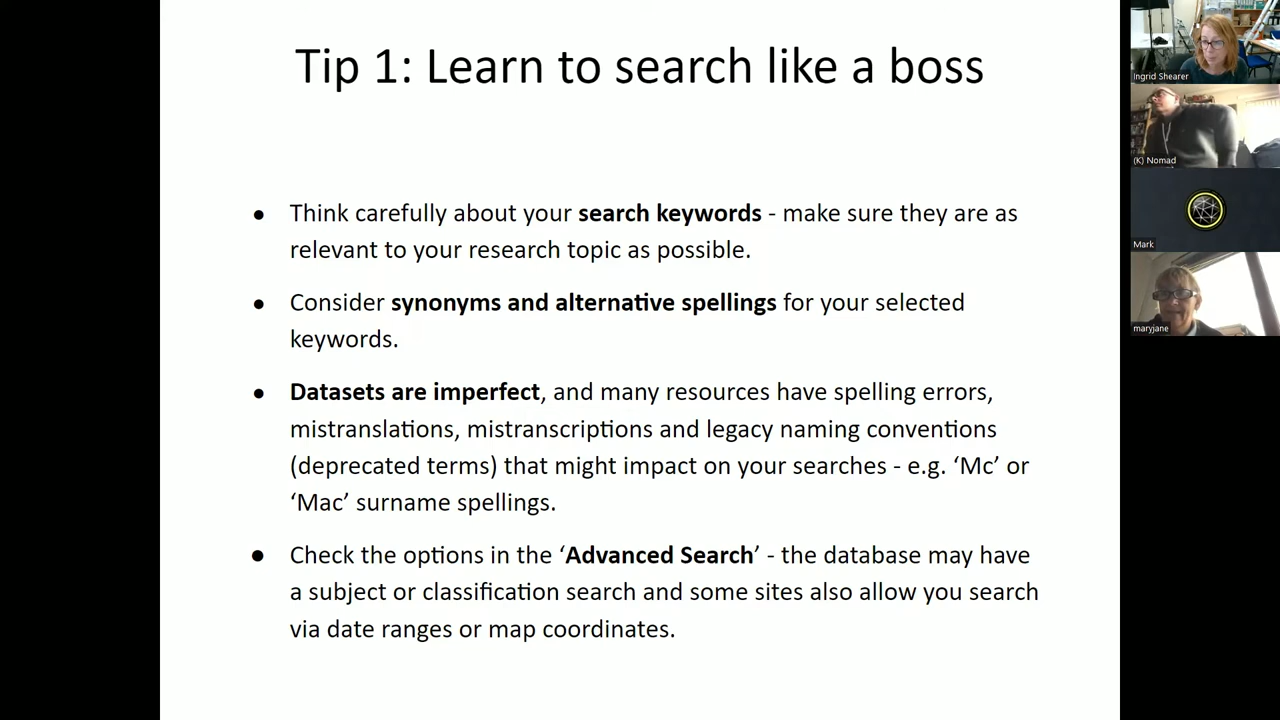 Tip 1: Learn to search like a boss
● Think carefully about your search keywords - make sure they are as
relevant to your research topic as possible.
● Consider synonyms and alternative spellings for your selected
keywords.
● Datasets are imperfect, and many resources have spelling errors,
mistranslations, mistranscriptions and legacy naming conventions
(deprecated terms) that might impact on your searches - e.g. ‘Mc’ or
‘Mac’ surname spellings.
● Check the options in the ‘Advanced Search’ - the database may have
a subject or classification search and some sites also allow you search
via date ranges or map coordinates.
Ingrid Shearer
(K) Nomad
Mark
maryjane